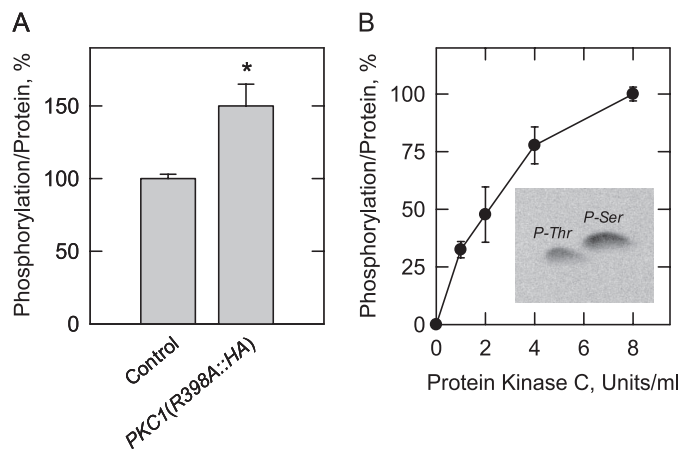 A
Phosphorylation/Protein, %
150
100
50
0
*
Control
PKC1(R398A::HA)
B
Phosphorylation/Protein, %
100
75
50
25
0
P-Thr
P-Ser
0 2 4 6 8
Protein Kinase C, Units/ml